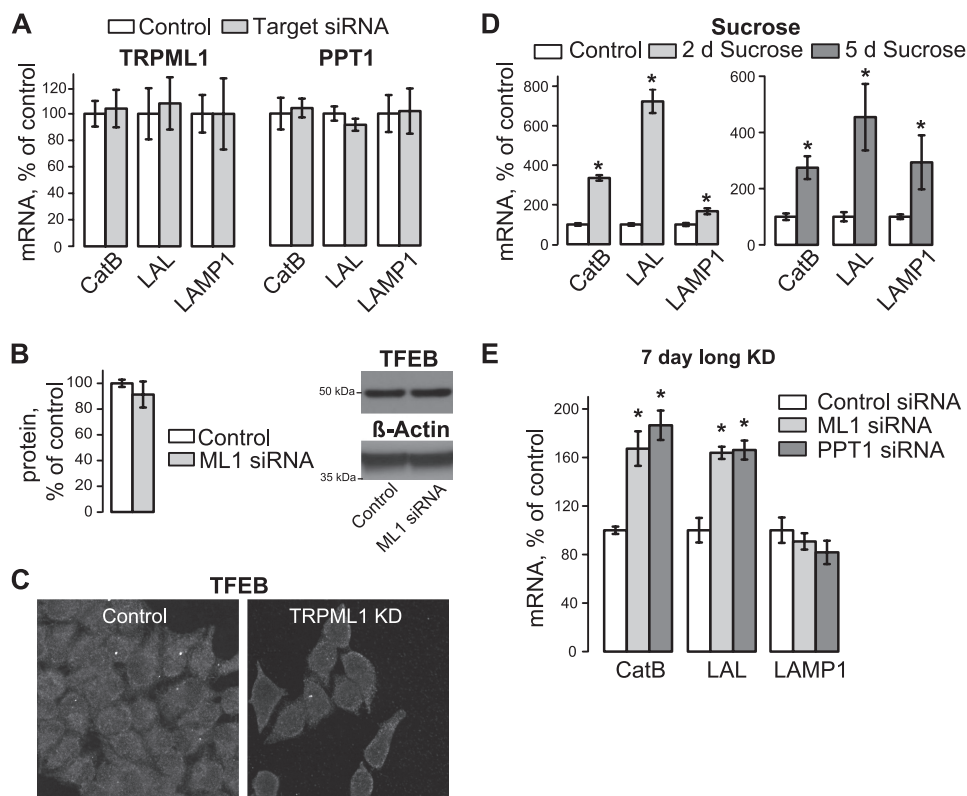 A
Control Target siRNA
TRPML1 PPT1
mRNA, % of control
140
120
100
80
60
40
20
0
CatB LAL LAMP1 CatB LAL LAMP1
B
protein,
% of control
100
80
60
40
20
0
Control
ML1 siRNA
TFEB
50 kDa
ß-Actin
35 kDa
Control ML1 siRNA
C
TFEB
Control TRPML1 KD
D
Sucrose
Control 2 d Sucrose 5 d Sucrose
mRNA, % of control
800
600
400
200
0
* * *
CatB LAL LAMP1
600
400
200
0
* * *
CatB LAL LAMP1
E
7 day long KD
Control siRNA
ML1 siRNA
PPT1 siRNA
mRNA, % of control
200
160
120
80
40
0
* * * *
CatB LAL LAMP1